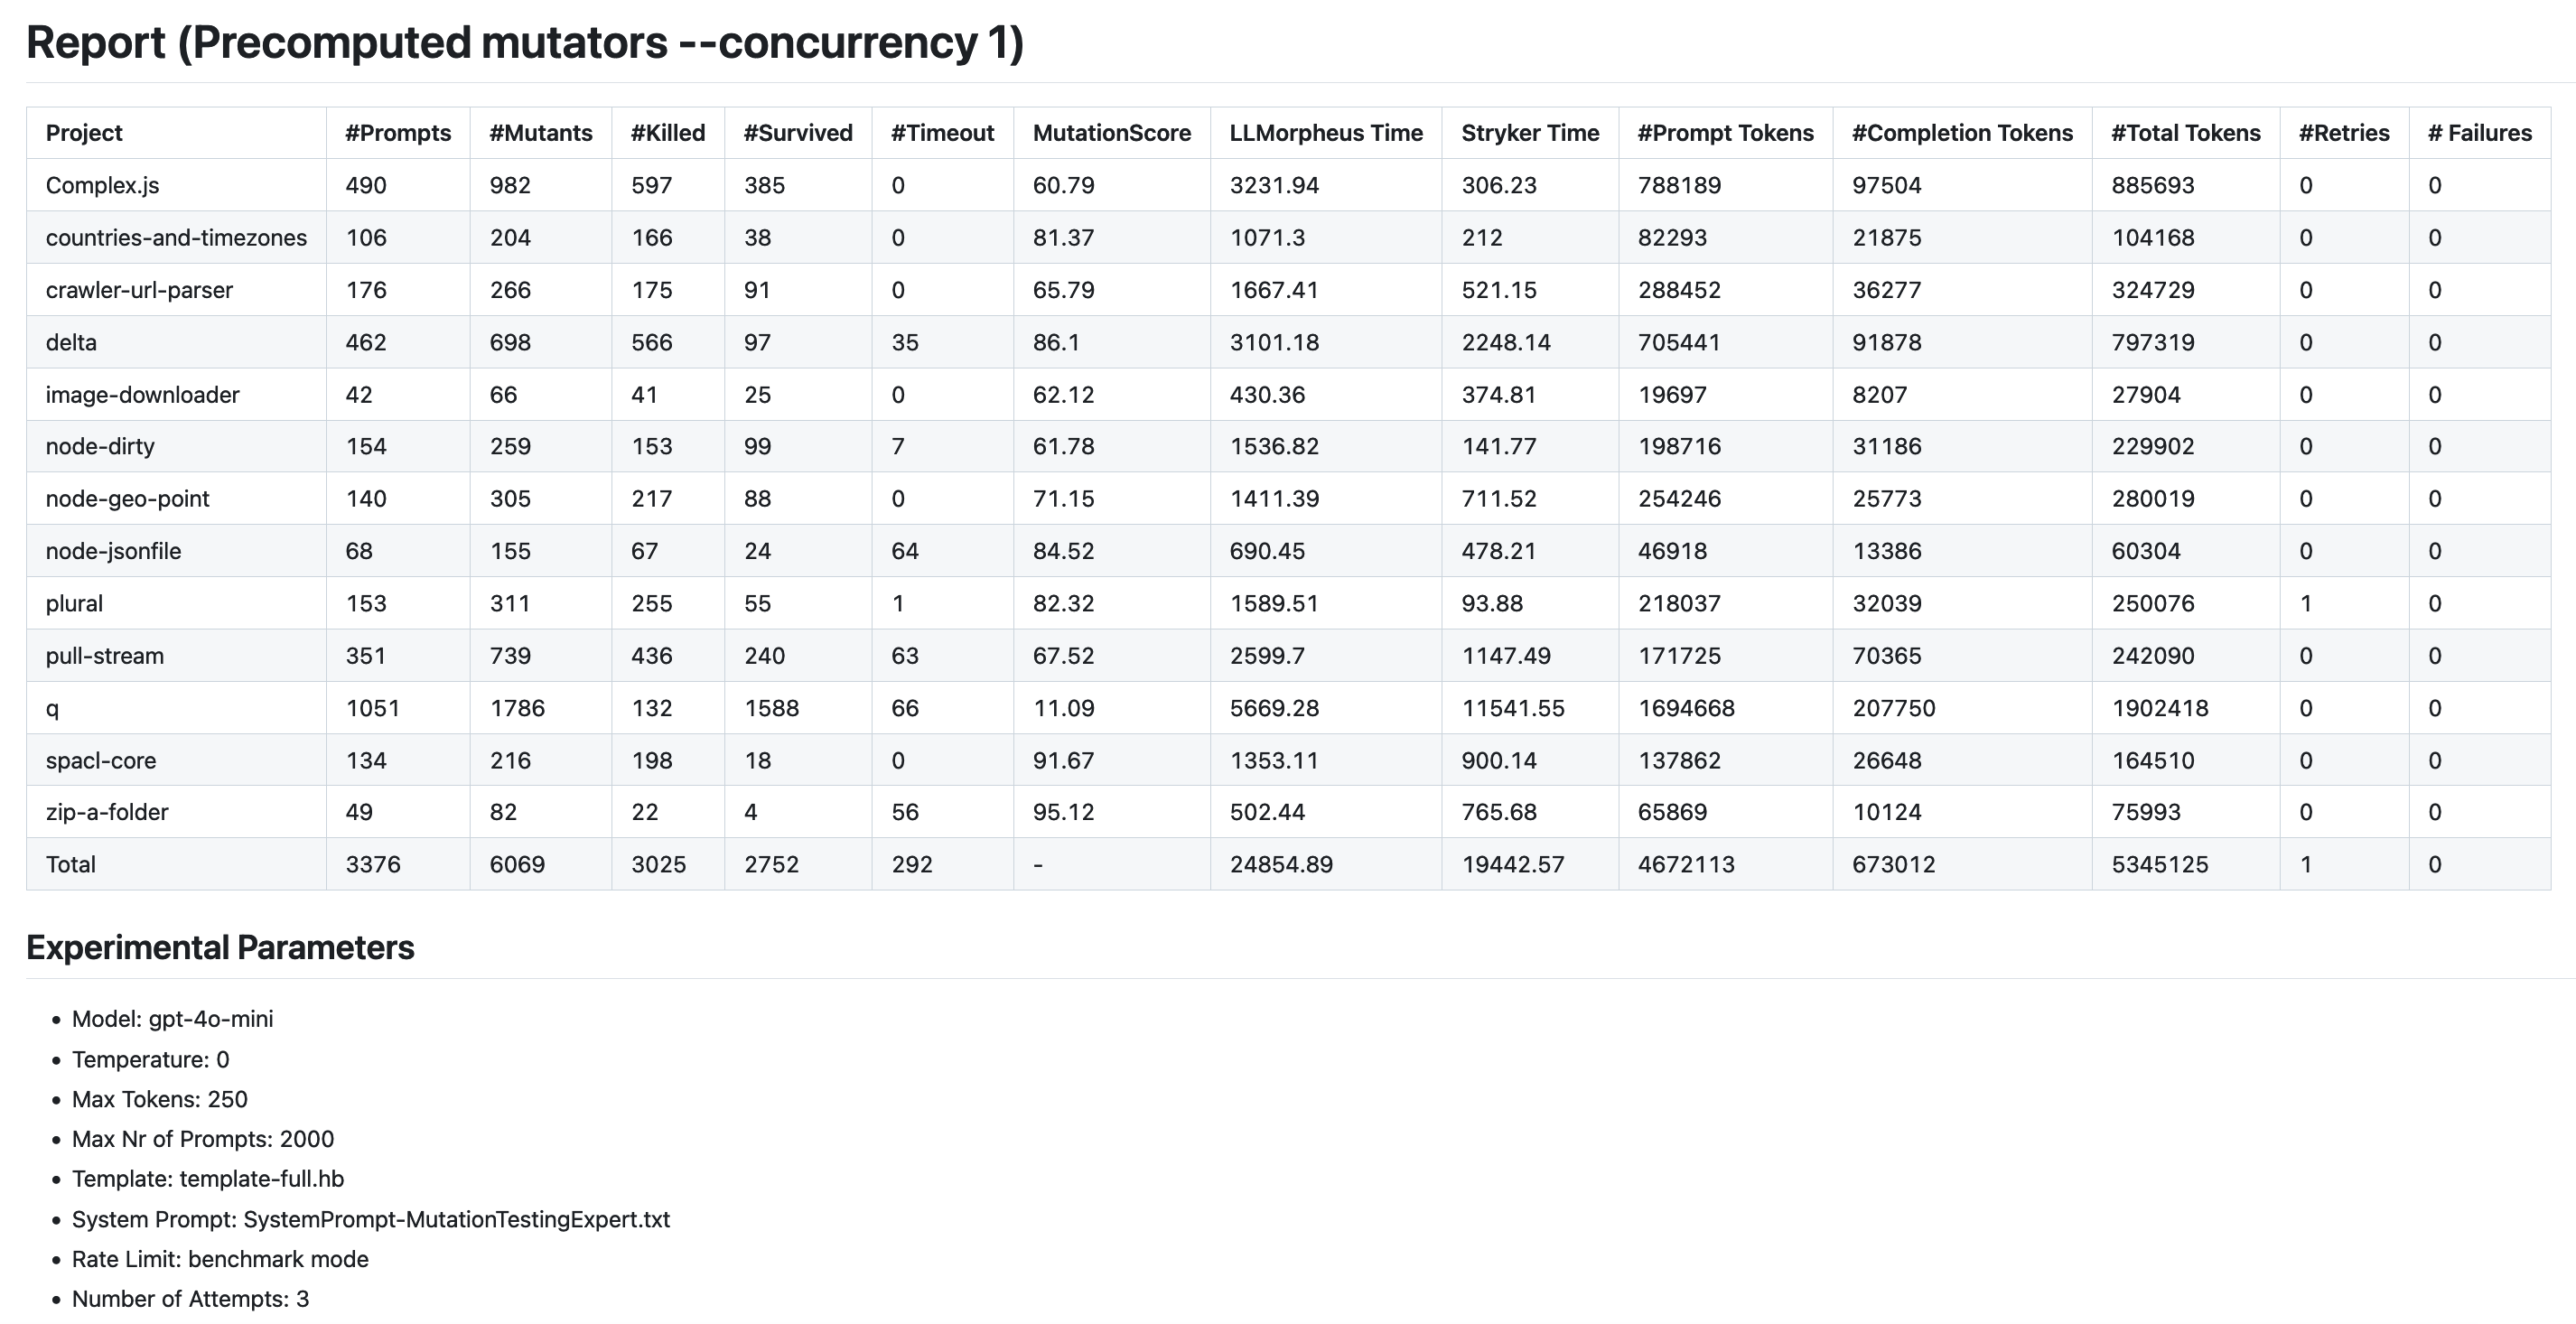 Report (Precomputed mutators --concurrency 1)
Project #Prompts #Mutants #Killed #Survived #Timeout MutationScore LLMorpheus Time Stryker Time #Prompt Tokens #Completion Tokens #Total Tokens #Retries # Failures
Complex.js 490 982 597 385 0 60.79 3231.94 306.23 788189 97504 885693 0 0
countries-and-timezones 106 204 166 38 0 81.37 1071.3 212 82293 21875 104168 0 0
crawler-url-parser 176 266 175 91 0 65.79 1667.41 521.15 288452 36277 324729 0 0
delta 462 698 566 97 35 86.1 3101.18 2248.14 705441 91878 797319 0 0
image-downloader 42 66 41 25 0 62.12 430.36 374.81 19697 8207 27904 0 0
node-dirty 154 259 153 99 7 61.78 1536.82 141.77 198716 31186 229902 0 0
node-geo-point 140 305 217 88 0 71.15 1411.39 711.52 254246 25773 280019 0 0
node-jsonfile 68 155 67 24 64 84.52 690.45 478.21 46918 13386 60304 0 0
plural 153 311 255 55 1 82.32 1589.51 93.88 218037 32039 250076 1 0
pull-stream 351 739 436 240 63 67.52 2599.7 1147.49 171725 70365 242090 0 0
q 1051 1786 132 1588 66 11.09 5669.28 11541.55 1694668 207750 1902418 0 0
spacl-core 134 216 198 18 0 91.67 1353.11 900.14 137862 26648 164510 0 0
zip-a-folder 49 82 22 4 56 95.12 502.44 765.68 65869 10124 75993 0 0
Total 3376 6069 3025 2752 292 - 24854.89 19442.57 4672113 673012 5345125 1 0
Experimental Parameters
• Model: gpt-4o-mini
• Temperature: 0
• Max Tokens: 250
• Max Nr of Prompts: 2000
• Template: template-full.hb
• System Prompt: SystemPrompt-MutationTestingExpert.txt
• Rate Limit: benchmark mode
• Number of Attempts: 3